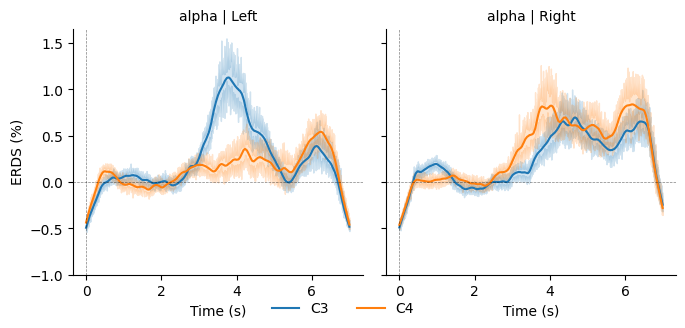 alpha | Left
alpha | Right
ERDS (%)
1.5
1.0
0.5
0.0
−0.5
−1.0
0 2 4 6
0 2 4 6
Time (s)
Time (s)
C3 C4